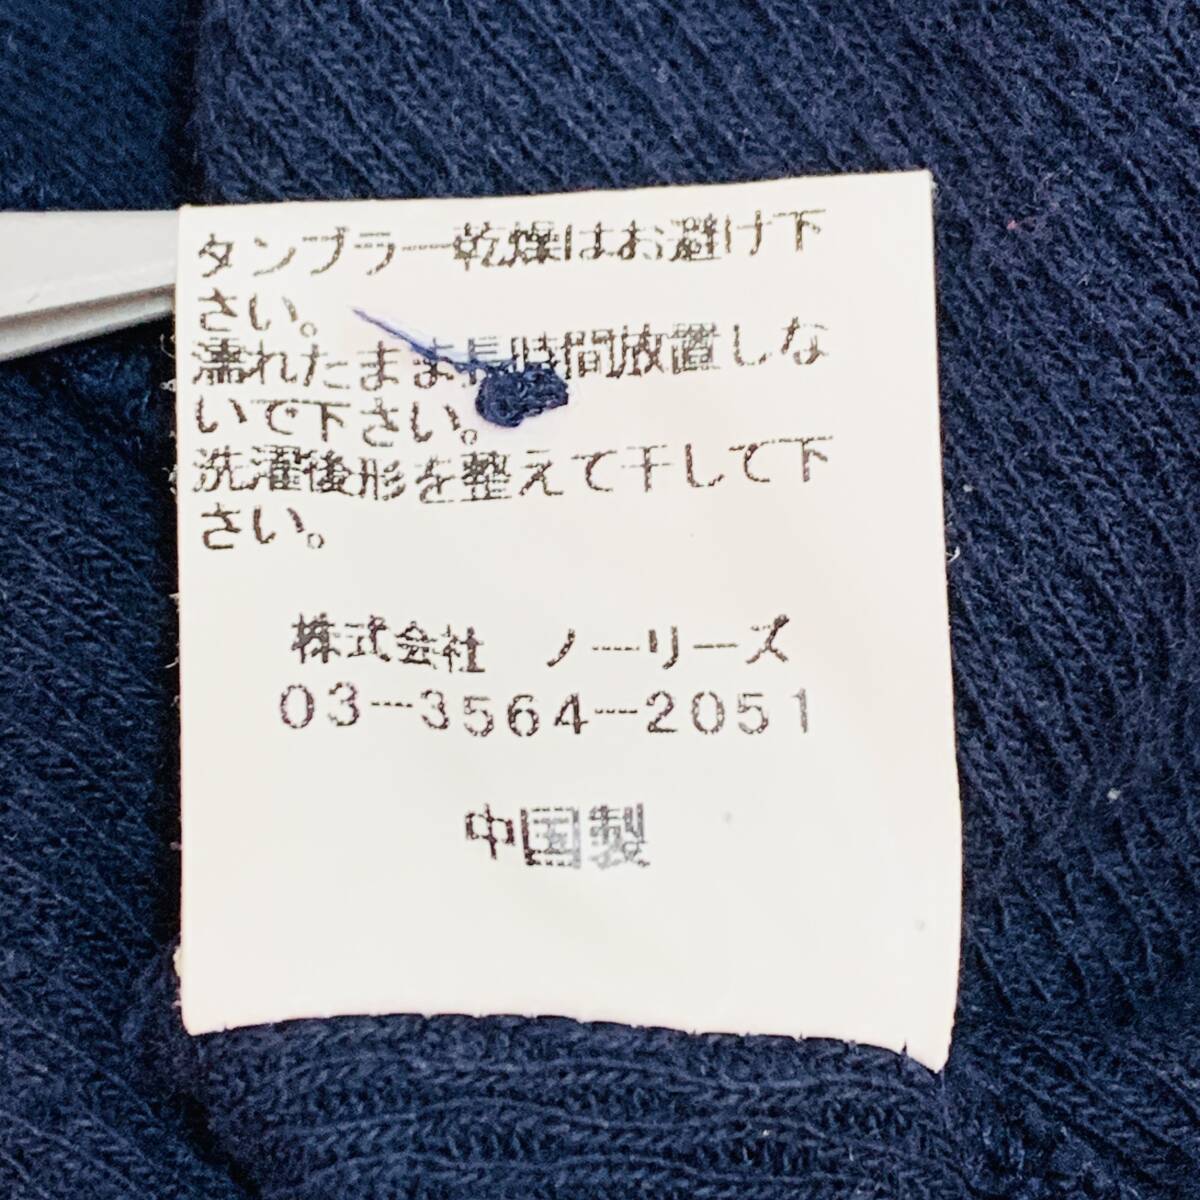 タンブラー乾燥はお避け下
さい。
濡れたまま長時間放置しな
いで下さい。
洗濯後形を整えて干して下
さい。
株式会社　ノーリーズ
03-3564-2051
中国製